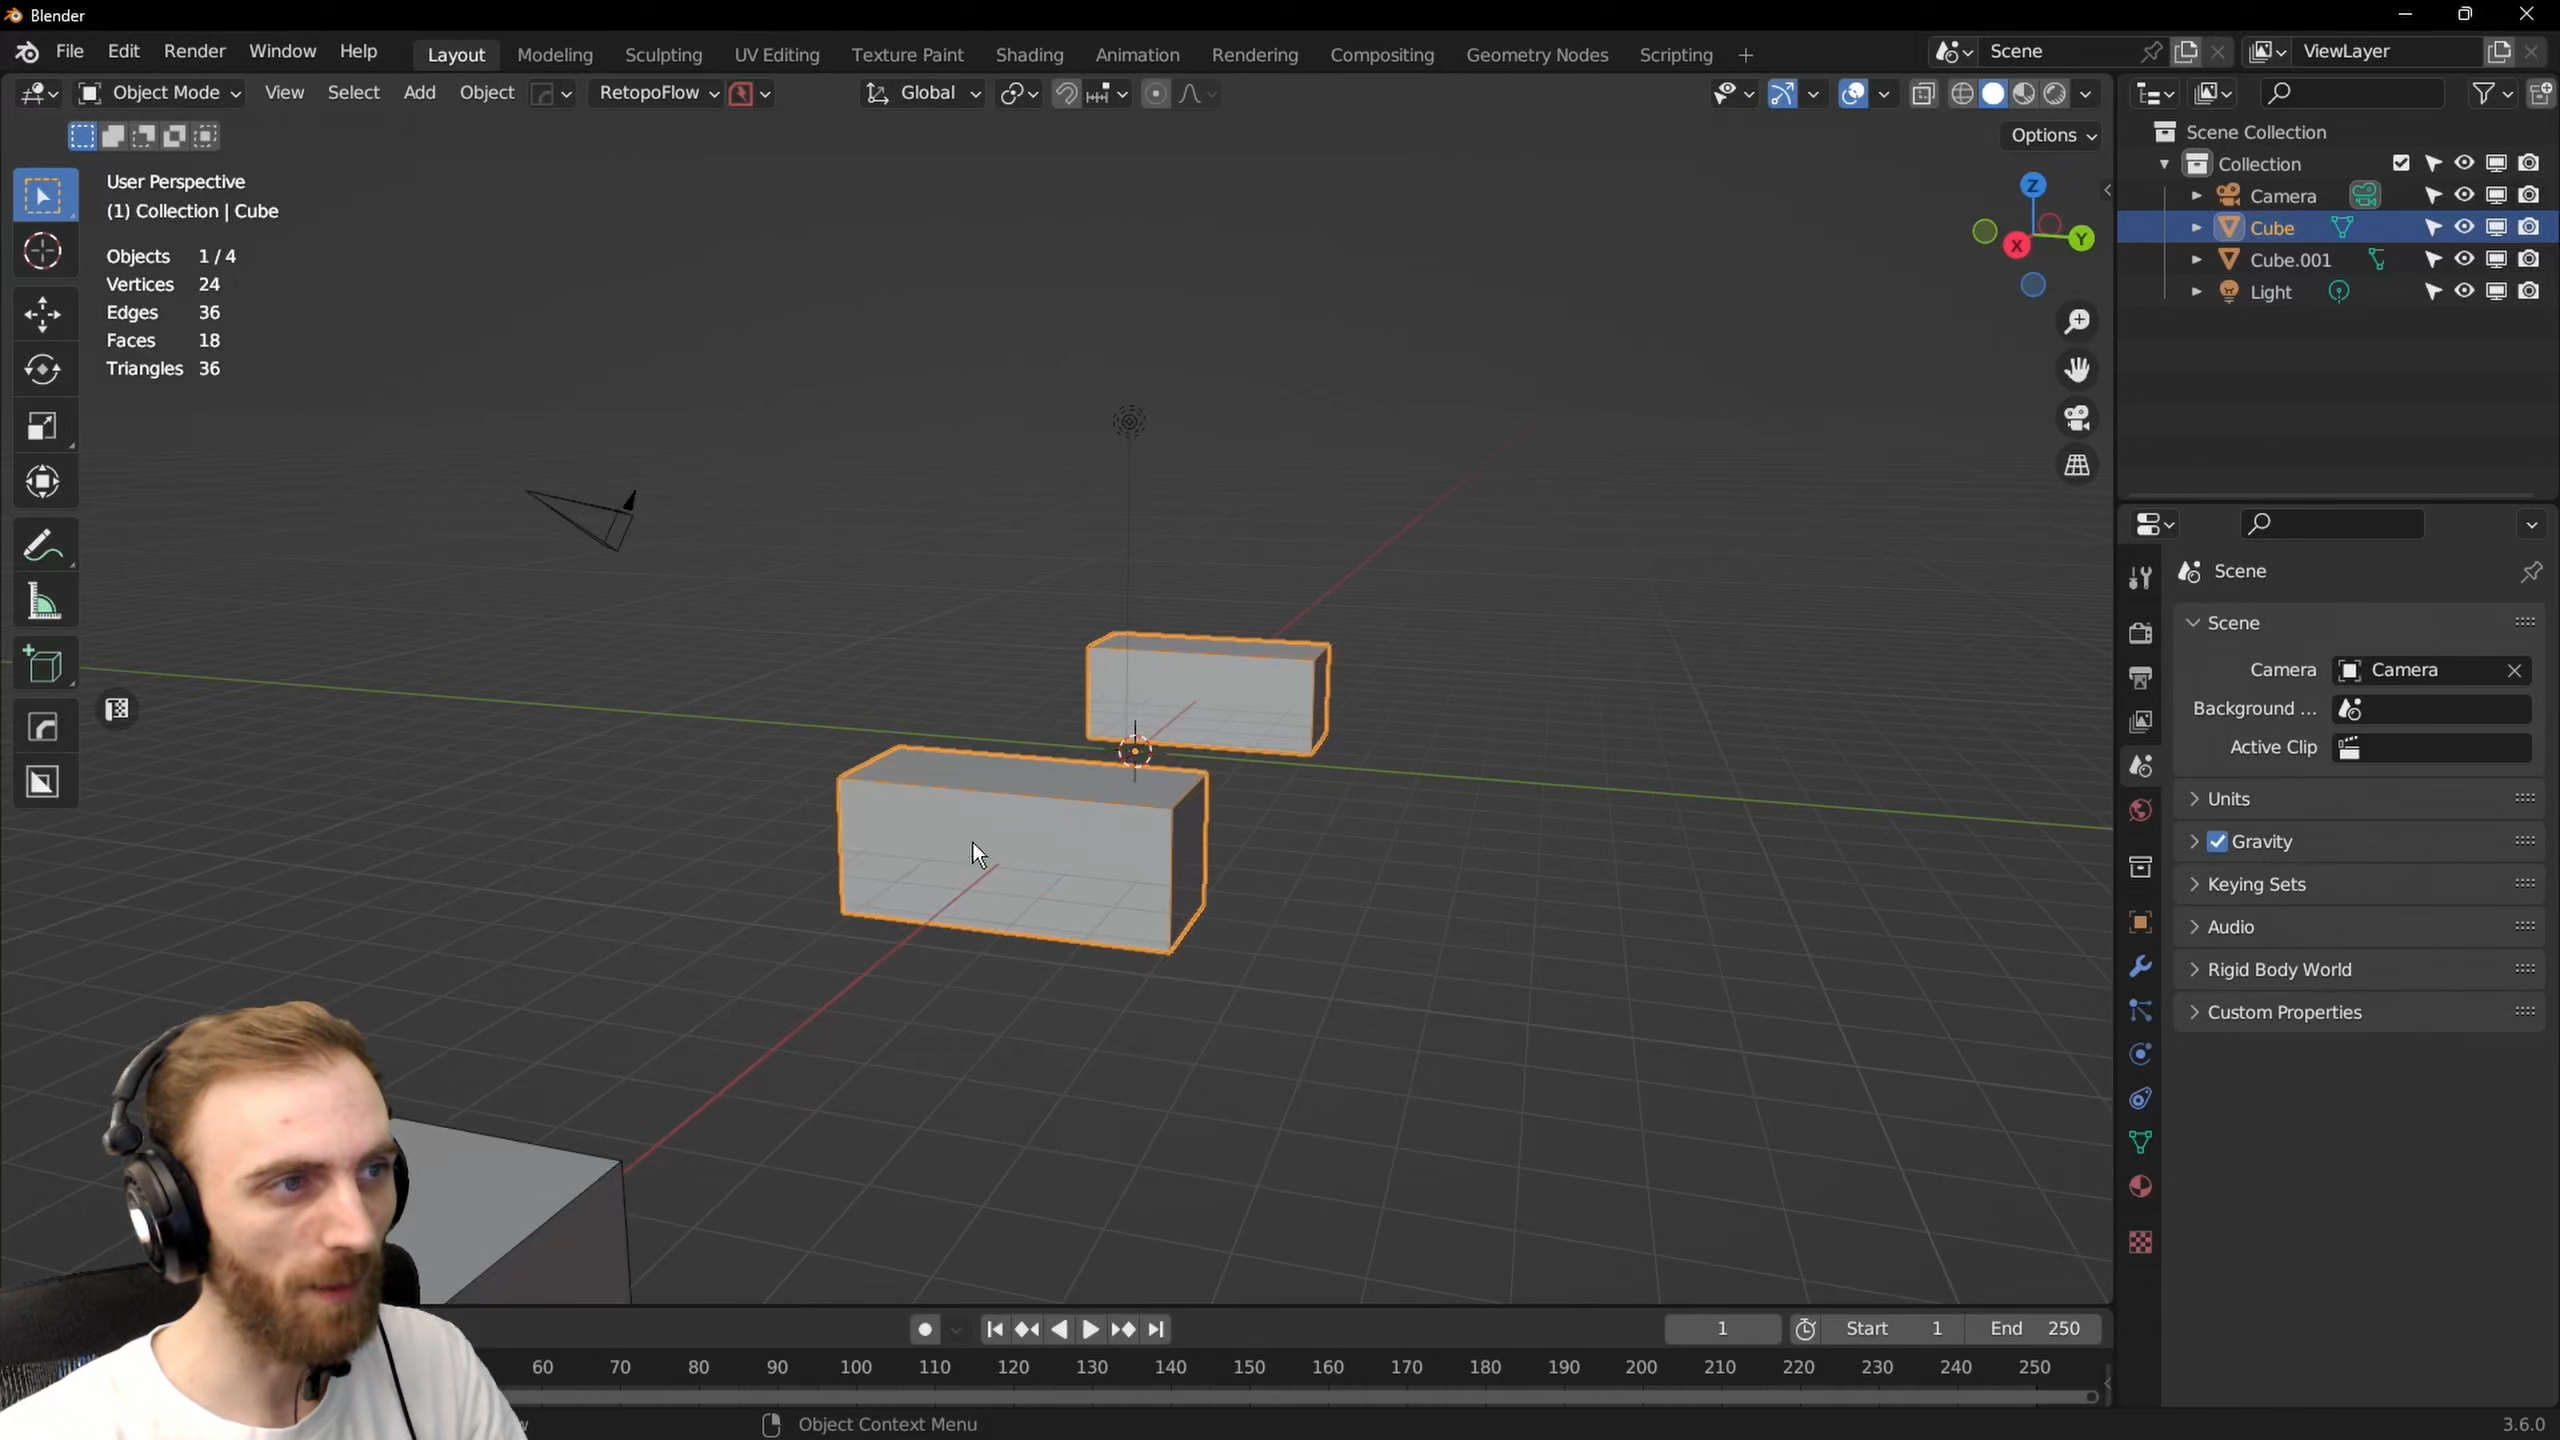 Blender
File Edit Render Window Help Layout Modeling Sculpting UV Editing Texture Paint Shading Animation Rendering Compositing Geometry Nodes Scripting + Scene ViewLayer
Object Mode View Select Add Object RetopoFlow Global
Options
User Perspective
(1) Collection | Cube
Objects 1 / 4
Vertices 24
Edges 36
Faces 18
Triangles 36
Z
X
Y
Scene Collection
Collection
Camera
Cube
Cube.001
Light
Scene
Scene
Camera Camera
Background ...
Active Clip
Units
Gravity
Keying Sets
Audio
Rigid Body World
Custom Properties
1 Start 1 End 250
60 70 80 90 100 110 120 130 140 150 160 170 180 190 200 210 220 230 240 250
Object Context Menu
3.6.0